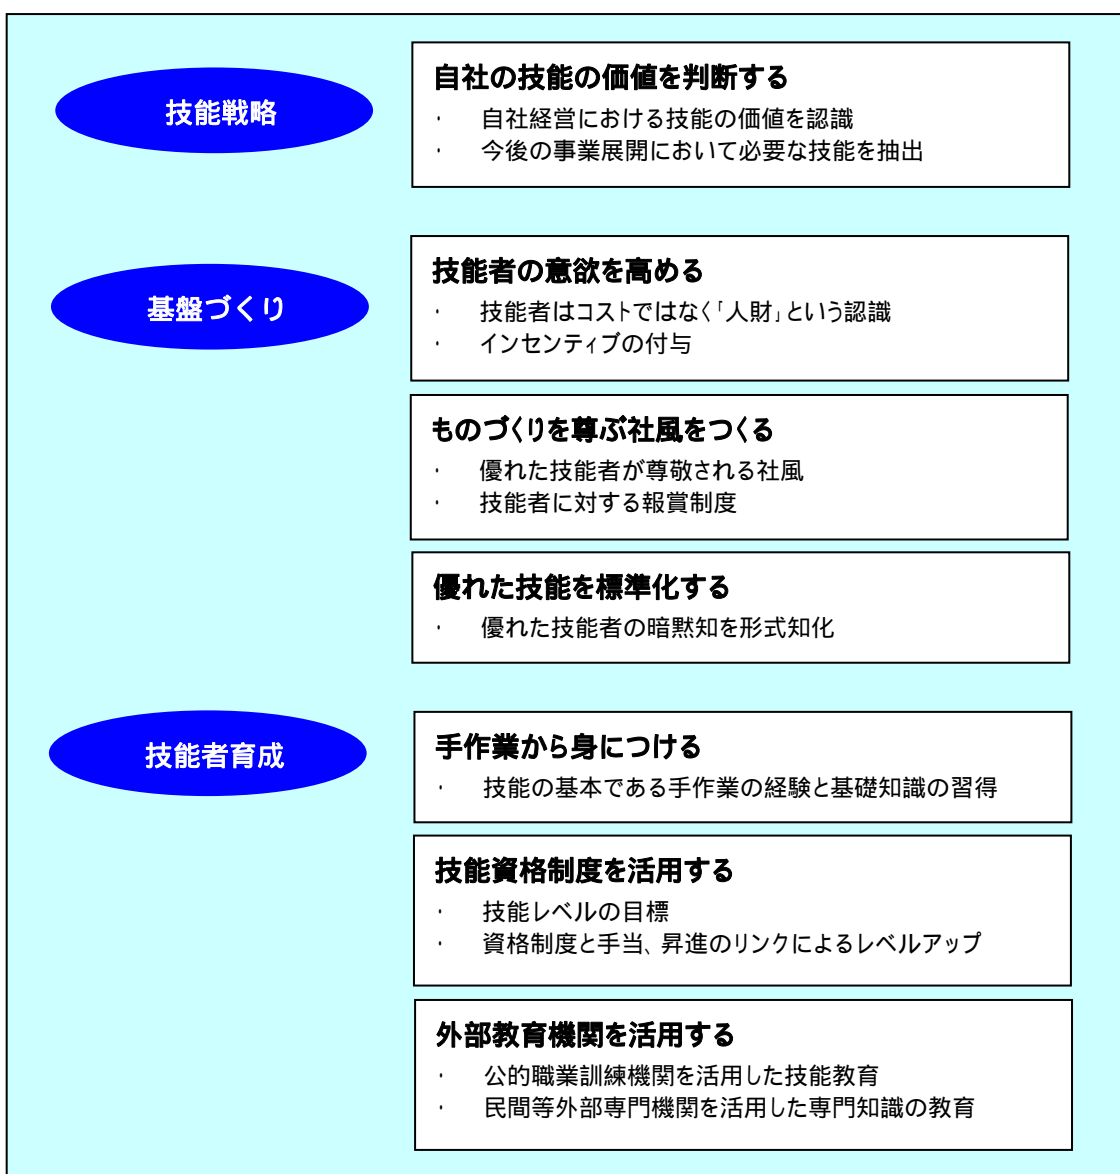 技能戦略
自社の技能の価値を判断する
・ 自社経営における技能の価値を認識
・ 今後の事業展開において必要な技能を抽出
基盤づくり
技能者の意欲を高める
・ 技能者はコストではなく「人財」という認識
・ インセンティブの付与
ものづくりを尊ぶ社風をつくる
・ 優れた技能者が尊敬される社風
・ 技能者に対する報賞制度
優れた技能を標準化する
・ 優れた技能者の暗黙知を形式知化
技能者育成
手作業から身につける
・ 技能の基本である手作業の経験と基礎知識の習得
技能資格制度を活用する
・ 技能レベルの目標
・ 資格制度と手当、昇進のリンクによるレベルアップ
外部教育機関を活用する
・ 公的職業訓練機関を活用した技能教育
・ 民間等外部専門機関を活用した専門知識の教育